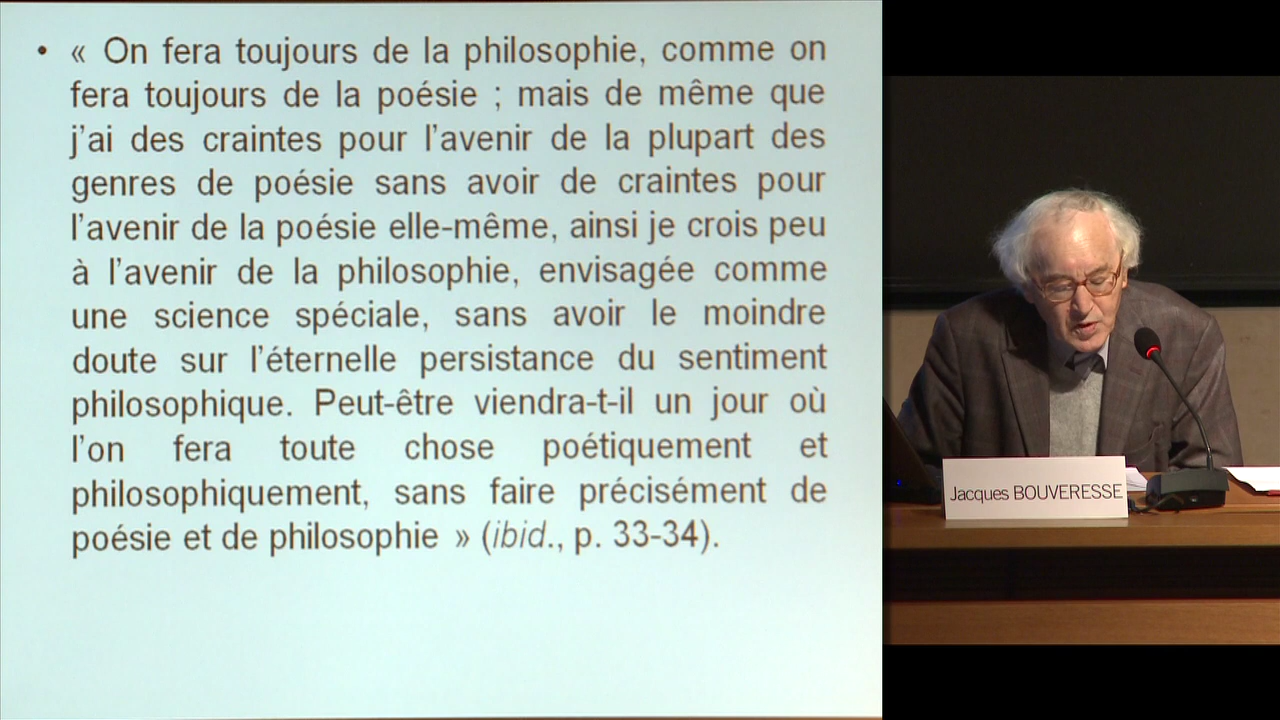 • « On fera toujours de la philosophie, comme on
fera toujours de la poésie ; mais de même que
j’ai des craintes pour l’avenir de la plupart des
genres de poésie sans avoir de craintes pour
l’avenir de la poésie elle-même, ainsi je crois peu
à l’avenir de la philosophie, envisagée comme
une science spéciale, sans avoir le moindre
doute sur l’éternelle persistance du sentiment
philosophique. Peut-être viendra-t-il un jour où
l’on fera toute chose poétiquement et
philosophiquement, sans faire précisément de
poésie et de philosophie » (ibid., p. 33-34).
Jacques BOUVERESSE